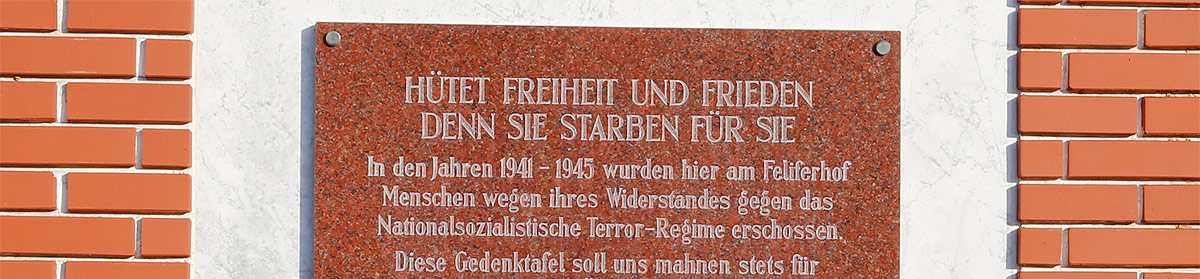 HÜTET FREIHEIT UND FRIEDEN
DENN SIE STARBEN FÜR SIE
In den Jahren 1941 - 1945 wurden hier am Feliferhof
Menschen wegen ihres Widerstandes gegen das
Nationalsozialistische Terror-Regime erschossen.
Diese Gedenktafel soll uns mahnen stets für